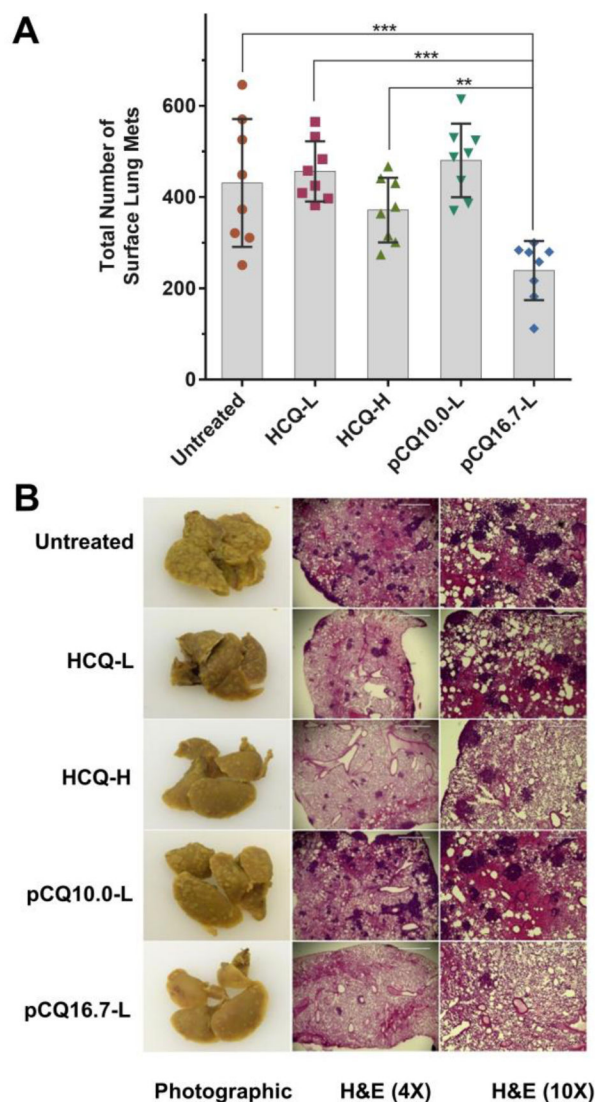 A
Total Number of
Surface Lung Mets
600
400
200
0
***
***
**
Untreated
HCQ-L
HCQ-H
pCQ10.0-L
pCQ16.7-L
B
Untreated
HCQ-L
HCQ-H
pCQ10.0-L
pCQ16.7-L
Photographic
H&E (4X)
H&E (10X)